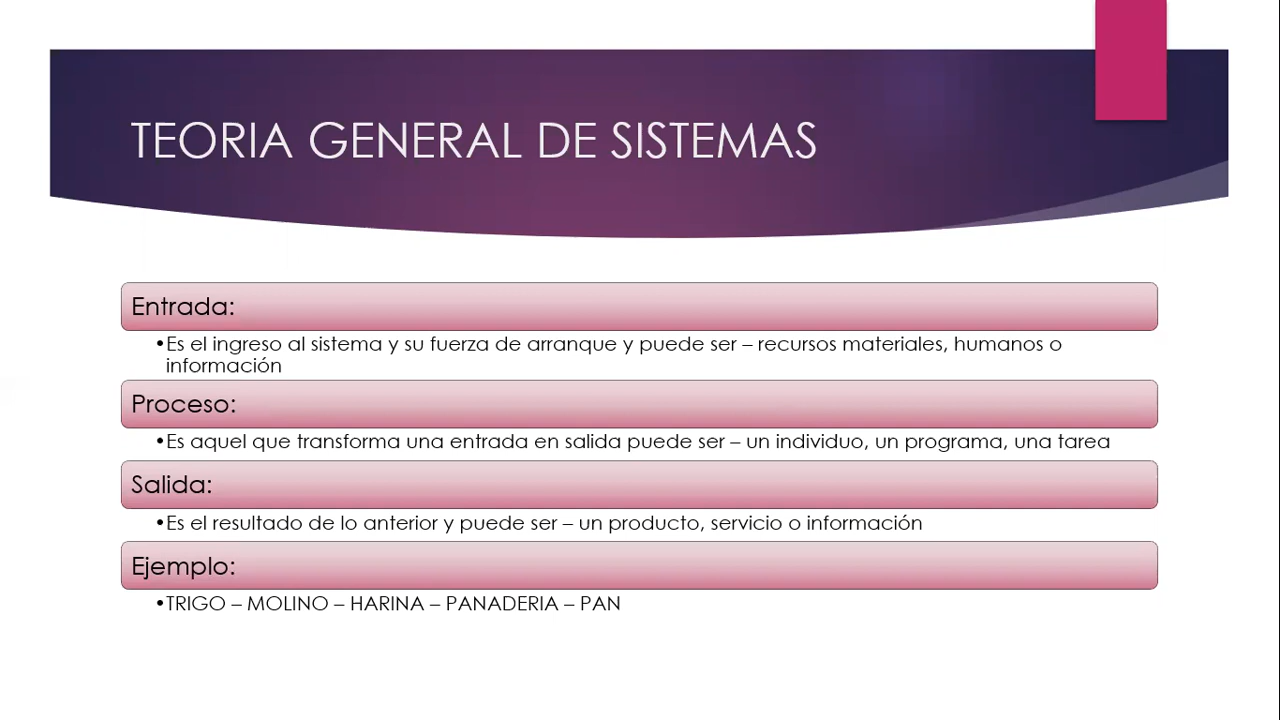 TEORIA GENERAL DE SISTEMAS
Entrada:
•Es el ingreso al sistema y su fuerza de arranque y puede ser – recursos materiales, humanos o
información
Proceso:
•Es aquel que transforma una entrada en salida puede ser – un individuo, un programa, una tarea
Salida:
•Es el resultado de lo anterior y puede ser – un producto, servicio o información
Ejemplo:
•TRIGO – MOLINO – HARINA – PANADERIA – PAN